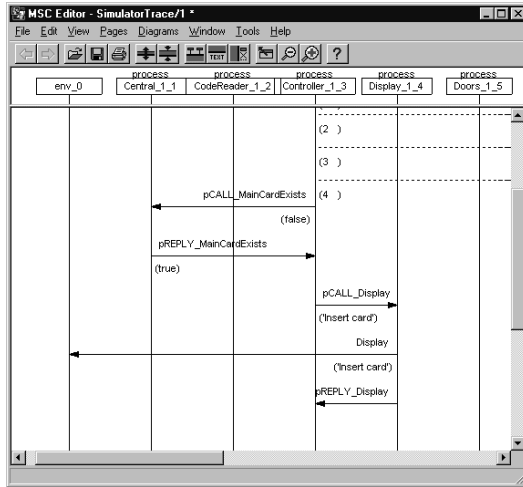 MSC Editor - SimulatorTrace/1 *
File Edit View Pages Diagrams Window Tools Help
TEXT ?
process process process process process
env_0 Central_1_1 CodeReader_1_2 Controller_1_3 Display_1_4 Doors_1_5
(2 )
(3 )
pCALL_MainCardExists (4 )
(false)
pREPLY_MainCardExists
(true)
pCALL_Display
('Insert card')
Display
('Insert card')
pREPLY_Display